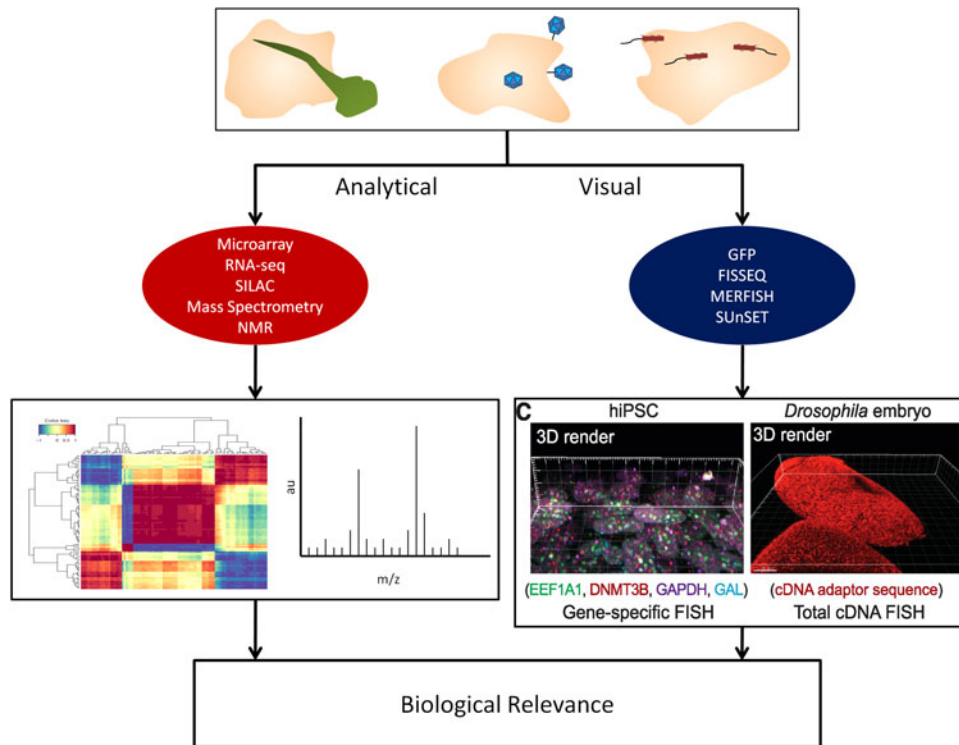 Analytical
Visual
Microarray
RNA-seq
SILAC
Mass Spectrometry
NMR
GFP
FISSEQ
MERFISH
SUnSET
au
m/z
C
hiPSC
Drosophila embryo
3D render
3D render
(EEF1A1, DNMT3B, GAPDH, GAL)
(cDNA adaptor sequence)
Gene-specific FISH
Total cDNA FISH
Biological Relevance